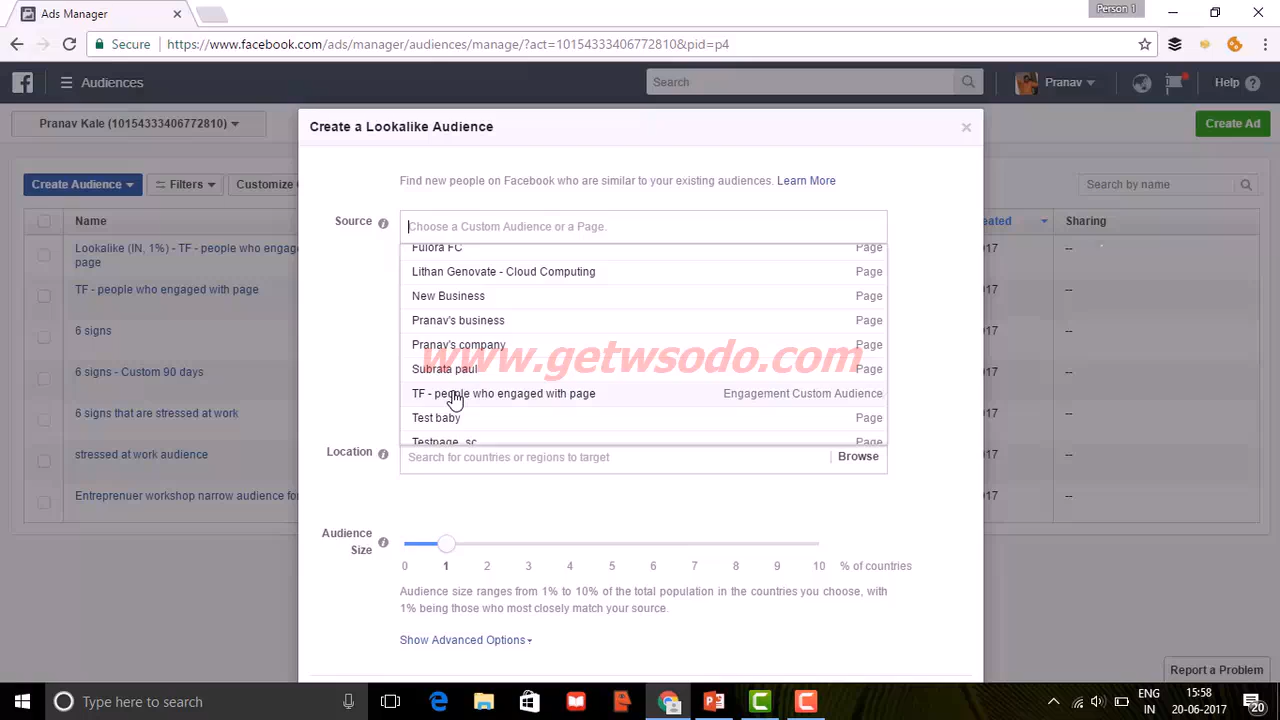 Ads Manager
Person 1
Secure https://www.facebook.com/ads/manager/audiences/manage/?act=10154333406772810&pid=p4
Audiences
Search
Pranav
Help
Pranav Kale (10154333406772810)
Create Ad
Create a Lookalike Audience
Create Audience
Filters
Customize
Search by name
Find new people on Facebook who are similar to your existing audiences. Learn More
Name
Source
Choose a Custom Audience or a Page.
Sharing
Lookalike (IN, 1%) - TF - people who engaged
page
Fulora FC Page
017 --
Lithan Genovate - Cloud Computing Page
TF - people who engaged with page
New Business Page
017 --
Pranav's business Page
6 signs
017 --
Pranav's company Page
www.getwsodo.com
Subrata paul Page
6 signs - Custom 90 days
017 --
TF - people who engaged with page Engagement Custom Audience
6 signs that are stressed at work
Test baby Page
017 --
Testpage_sc Page
stressed at work audience
017 --
Location
Search for countries or regions to target Browse
Entreprenuer workshop narrow audience for
017 --
Audience
Size
0 1 2 3 4 5 6 7 8 9 10 % of countries
Audience size ranges from 1% to 10% of the total population in the countries you choose, with
1% being those who most closely match your source.
Show Advanced Options
Report a Problem
Type here to search
ENG
IN
15:58
20-06-2017
20